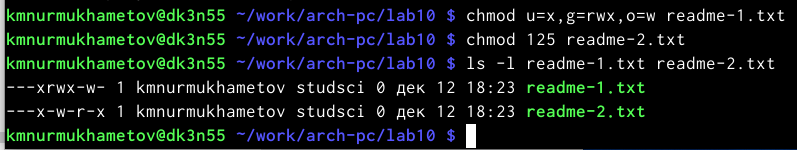 kmnurmukhametov@dk3n55 ~/work/arch-pc/lab10 $ chmod u=x,g=rwx,o=w readme-1.txt
kmnurmukhametov@dk3n55 ~/work/arch-pc/lab10 $ chmod 125 readme-2.txt
kmnurmukhametov@dk3n55 ~/work/arch-pc/lab10 $ ls -l readme-1.txt readme-2.txt
---xrwx-w- 1 kmnurmukhametov studsci 0 дек 12 18:23 readme-1.txt
---x-w-r-x 1 kmnurmukhametov studsci 0 дек 12 18:23 readme-2.txt
kmnurmukhametov@dk3n55 ~/work/arch-pc/lab10 $